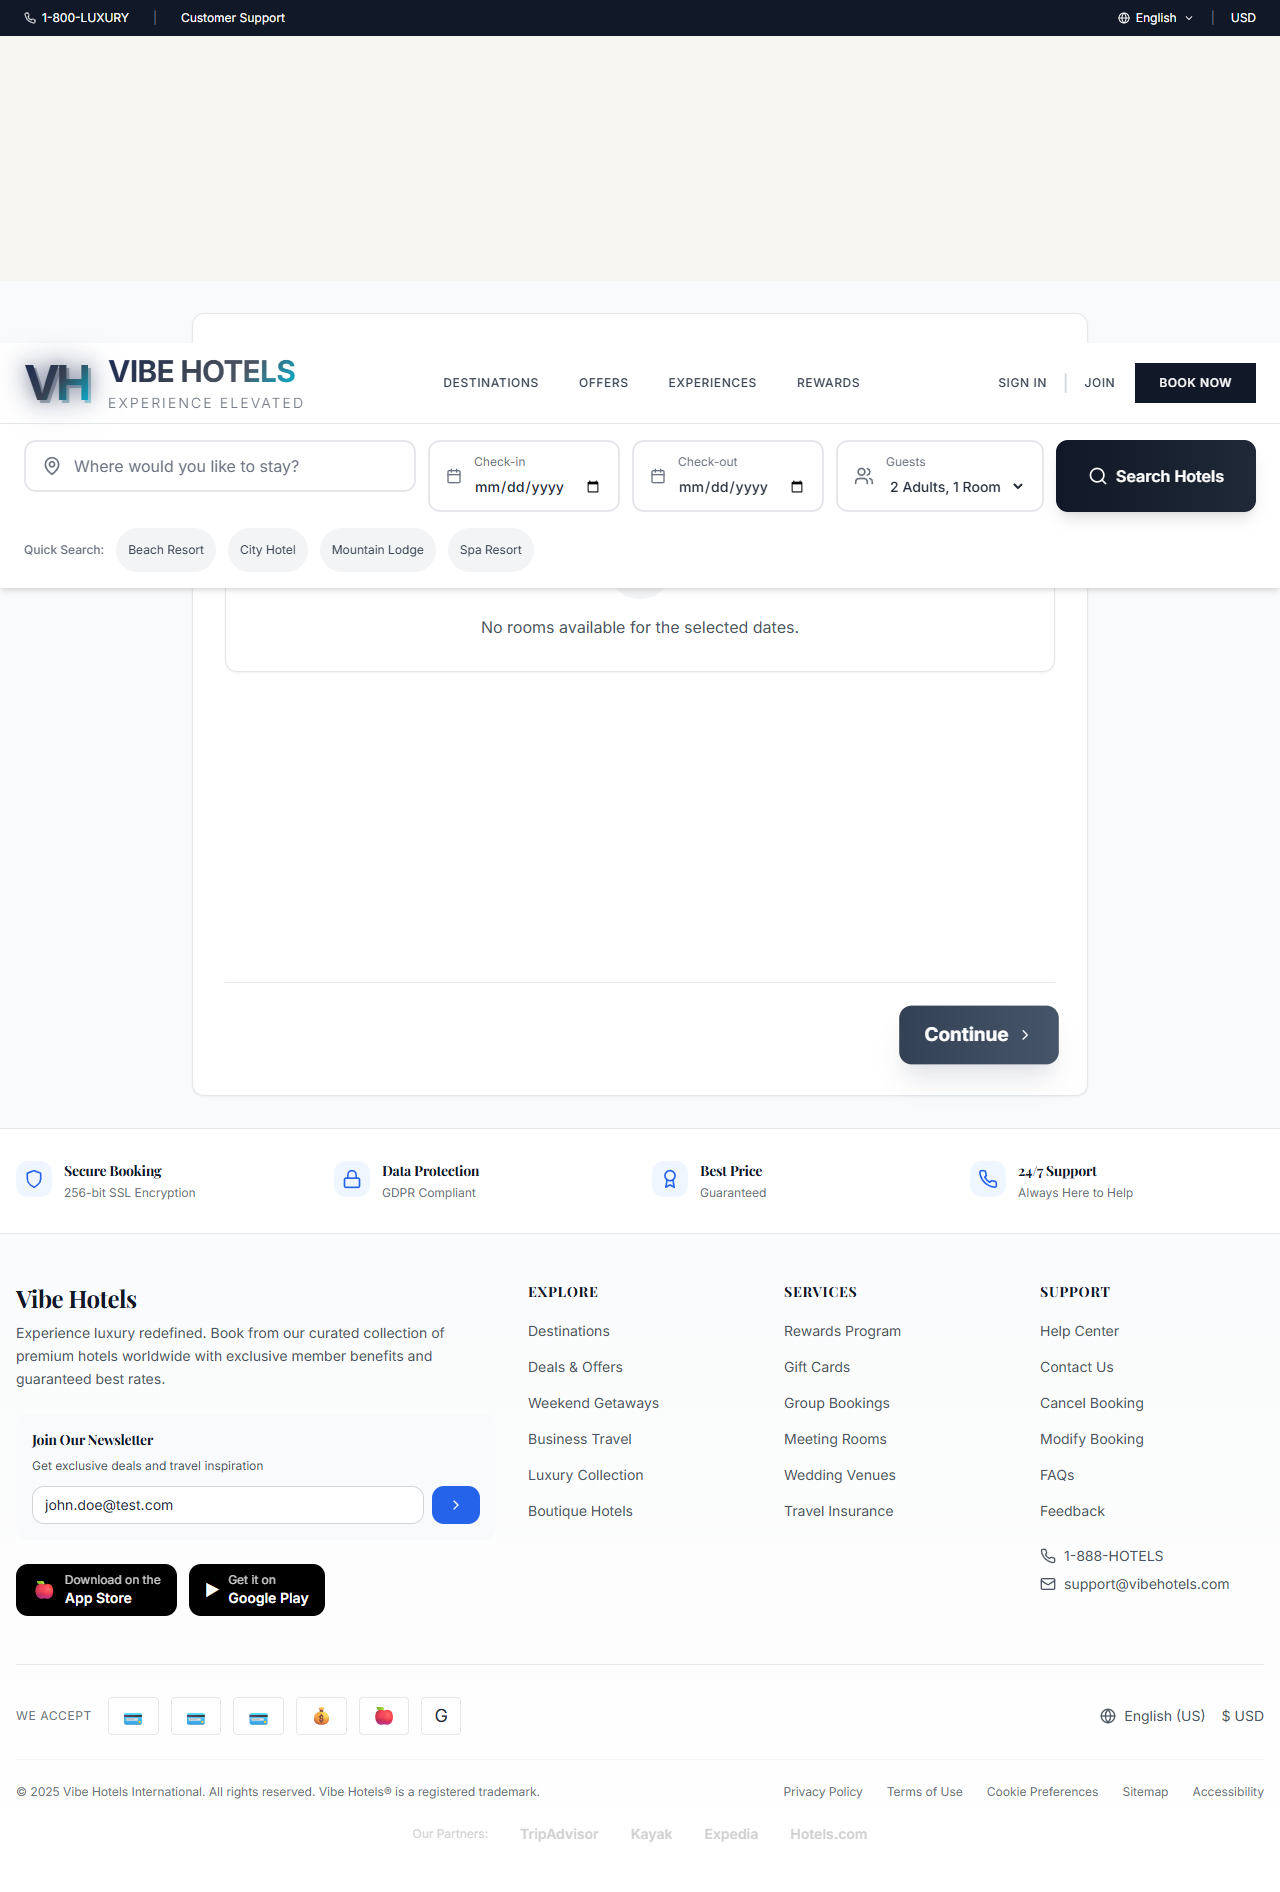 1-800-LUXURY Customer Support English USD
VH VIBE HOTELS
EXPERIENCE ELEVATED
DESTINATIONS OFFERS EXPERIENCES REWARDS SIGN IN JOIN BOOK NOW
Where would you like to stay?
Check-in
mm/dd/yyyy
Check-out
mm/dd/yyyy
Guests
2 Adults, 1 Room
Search Hotels
Quick Search: Beach Resort City Hotel Mountain Lodge Spa Resort
No rooms available for the selected dates.
Continue
Secure Booking
256-bit SSL Encryption
Data Protection
GDPR Compliant
Best Price
Guaranteed
24/7 Support
Always Here to Help
Vibe Hotels
Experience luxury redefined. Book from our curated collection of
premium hotels worldwide with exclusive member benefits and
guaranteed best rates.
Join Our Newsletter
Get exclusive deals and travel inspiration
john.doe@test.com
Download on the
App Store
Get it on
Google Play
EXPLORE
Destinations
Deals & Offers
Weekend Getaways
Business Travel
Luxury Collection
Boutique Hotels
SERVICES
Rewards Program
Gift Cards
Group Bookings
Meeting Rooms
Wedding Venues
Travel Insurance
SUPPORT
Help Center
Contact Us
Cancel Booking
Modify Booking
FAQs
Feedback
1-888-HOTELS
support@vibehotels.com
WE ACCEPT G English (US) $ USD
© 2025 Vibe Hotels International. All rights reserved. Vibe Hotels® is a registered trademark.
Privacy Policy Terms of Use Cookie Preferences Sitemap Accessibility
Our Partners: TripAdvisor Kayak Expedia Hotels.com